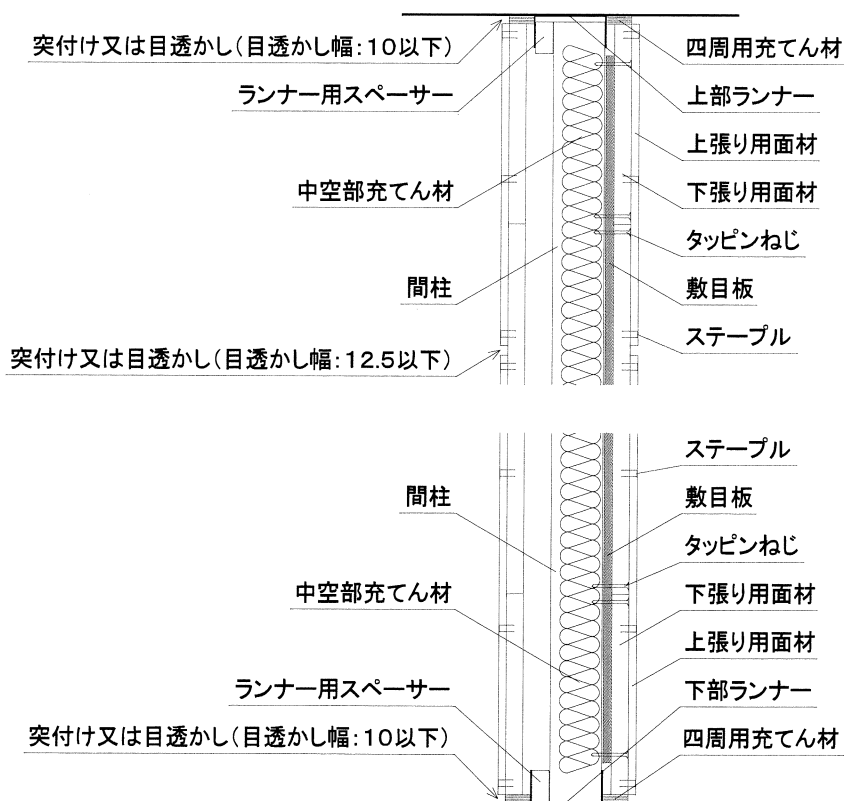 突付け又は目透かし(目透かし幅:10以下)
四周用充てん材
ランナー用スペーサー
上部ランナー
上張り用面材
中空部充てん材
下張り用面材
タッピンねじ
間柱
敷目板
ステープル
突付け又は目透かし(目透かし幅:12.5以下)
ステープル
間柱
敷目板
タッピンねじ
中空部充てん材
下張り用面材
上張り用面材
ランナー用スペーサー
下部ランナー
突付け又は目透かし(目透かし幅:10以下)
四周用充てん材